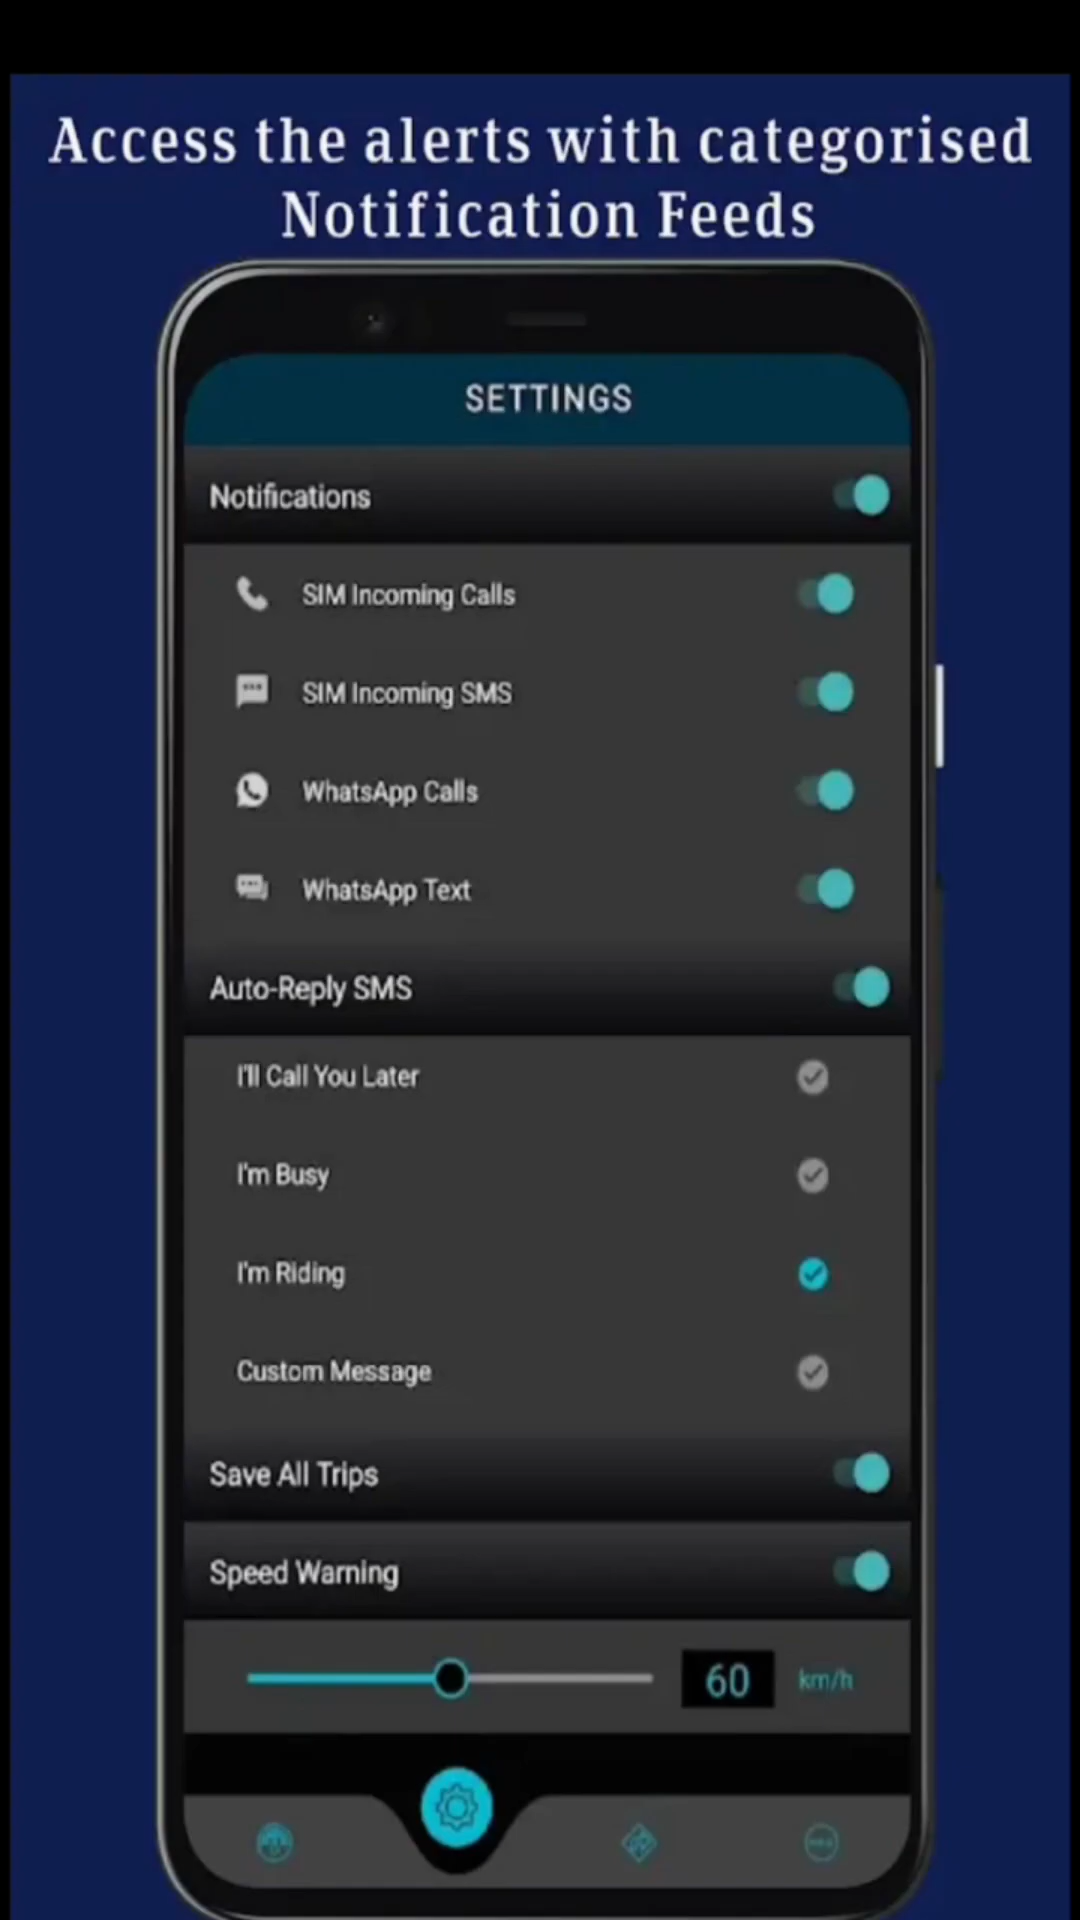 Access the alerts with categorised
Notification Feeds
SETTINGS
Notifications
SIM Incoming Calls
SIM Incoming SMS
WhatsApp Calls
WhatsApp Text
Auto-Reply SMS
I'll Call You Later
I'm Busy
I'm Riding
Custom Message
Save All Trips
Speed Warning
60 km/h